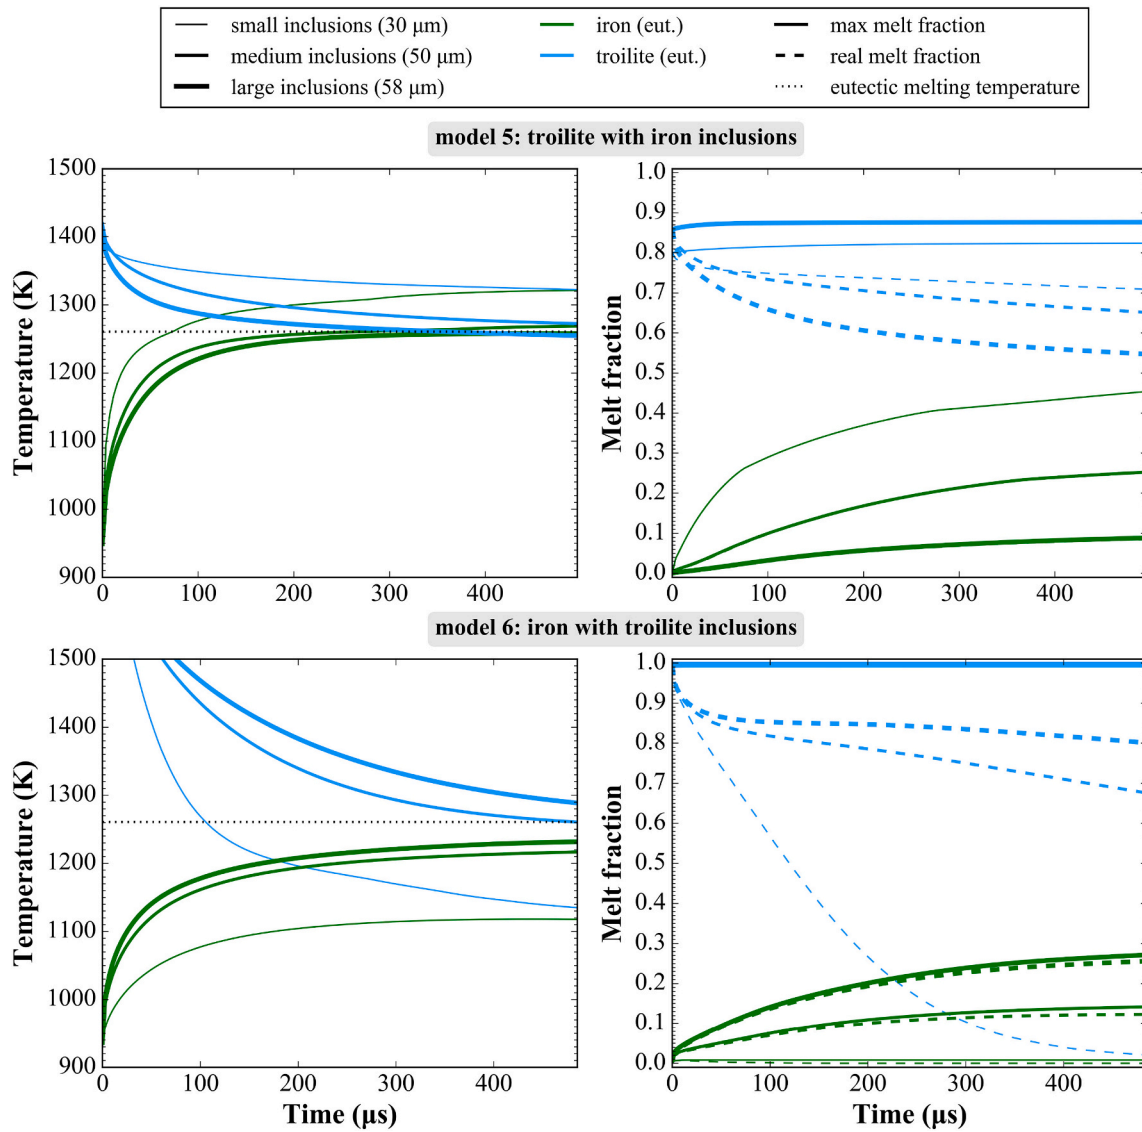 small inclusions (30 µm)
iron (eut.)
max melt fraction
medium inclusions (50 µm)
troilite (eut.)
real melt fraction
large inclusions (58 µm)
eutectic melting temperature
model 5: troilite with iron inclusions
Temperature (K)
1500
1400
1300
1200
1100
1000
900
0 100 200 300 400
Melt fraction
1.0
0.9
0.8
0.7
0.6
0.5
0.4
0.3
0.2
0.1
0.0
0 100 200 300 400
model 6: iron with troilite inclusions
Temperature (K)
1500
1400
1300
1200
1100
1000
900
0 100 200 300 400
Time (µs)
Melt fraction
1.0
0.9
0.8
0.7
0.6
0.5
0.4
0.3
0.2
0.1
0.0
0 100 200 300 400
Time (µs)